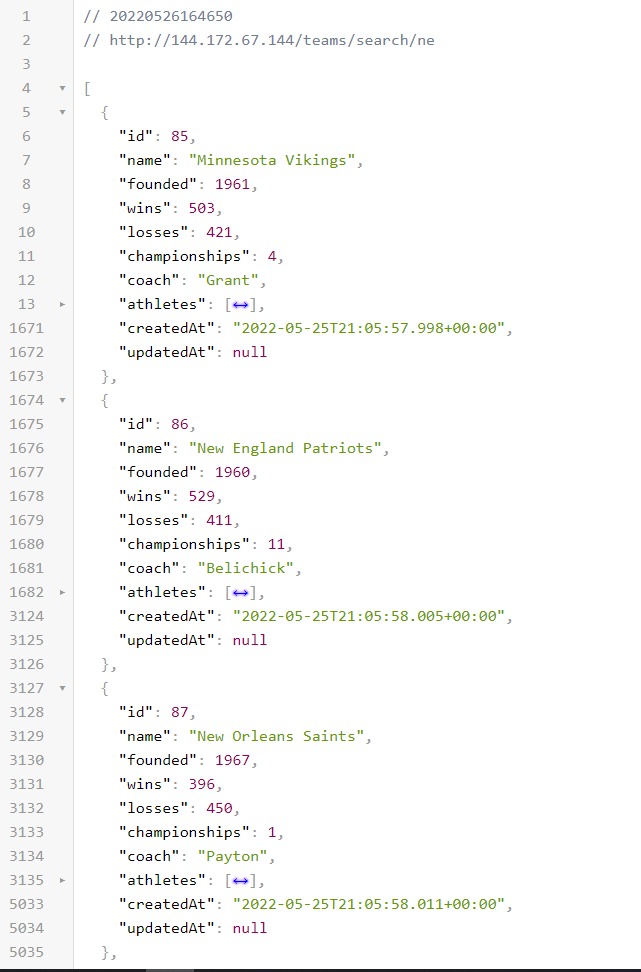 1 // 20220526164650
2 // http://144.172.67.144/teams/search/ne
3
4 [
5 {
6 "id": 85,
7 "name": "Minnesota Vikings",
8 "founded": 1961,
9 "wins": 503,
10 "losses": 421,
11 "championships": 4,
12 "coach": "Grant",
13 "athletes": [↔],
1671 "createdAt": "2022-05-25T21:05:57.998+00:00",
1672 "updatedAt": null
1673 },
1674 {
1675 "id": 86,
1676 "name": "New England Patriots",
1677 "founded": 1960,
1678 "wins": 529,
1679 "losses": 411,
1680 "championships": 11,
1681 "coach": "Belichick",
1682 "athletes": [↔],
3124 "createdAt": "2022-05-25T21:05:58.005+00:00",
3125 "updatedAt": null
3126 },
3127 {
3128 "id": 87,
3129 "name": "New Orleans Saints",
3130 "founded": 1967,
3131 "wins": 396,
3132 "losses": 450,
3133 "championships": 1,
3134 "coach": "Payton",
3135 "athletes": [↔],
5033 "createdAt": "2022-05-25T21:05:58.011+00:00",
5034 "updatedAt": null
5035 },